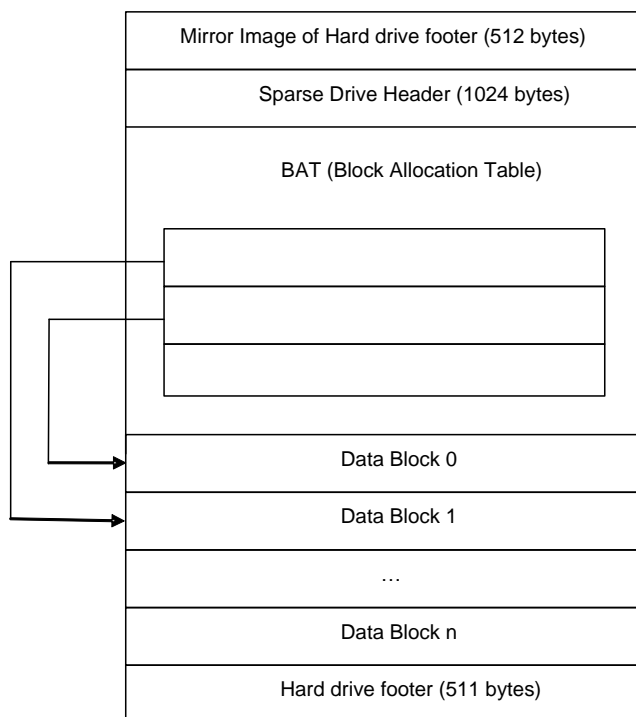 Mirror Image of Hard drive footer (512 bytes)
Sparse Drive Header (1024 bytes)
BAT (Block Allocation Table)
Data Block 0
Data Block 1
…
Data Block n
Hard drive footer (511 bytes)